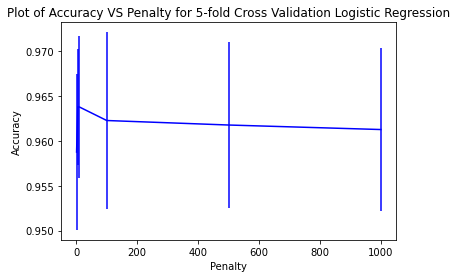 Plot of Accuracy VS Penalty for 5-fold Cross Validation Logistic Regression
0.970
0.965
0.960
0.955
0.950
Accuracy
0 200 400 600 800 1000
Penalty